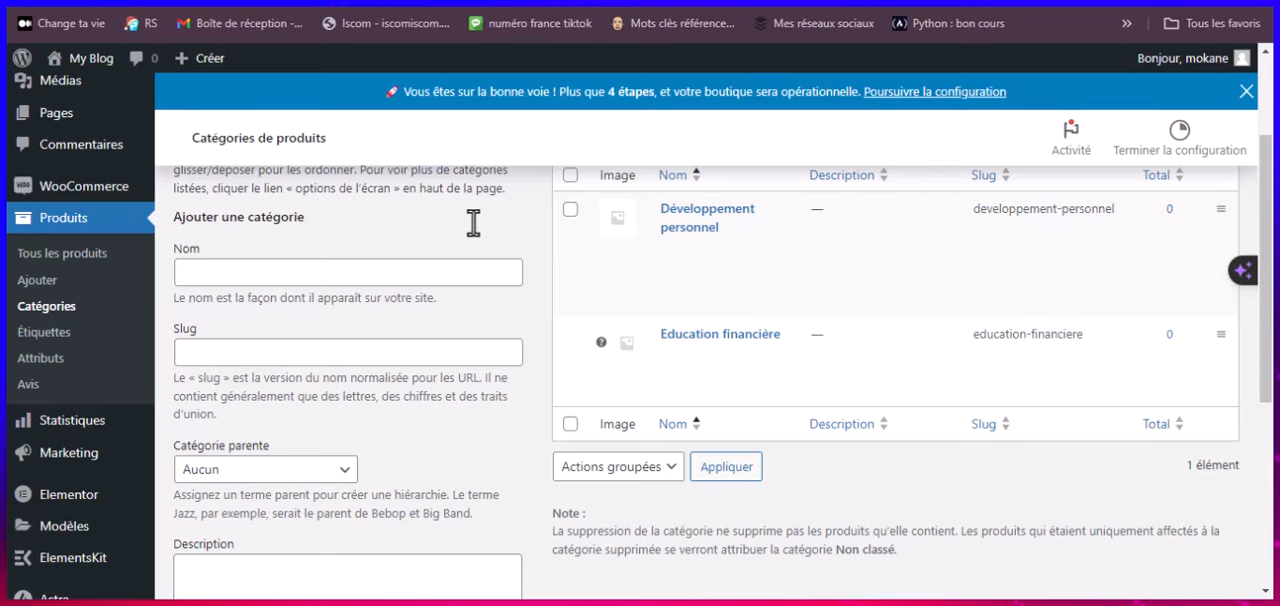 Change ta vie
RS
Boîte de réception -...
Iscom - iscomiscom....
numéro france tiktok
Mots clés référence...
Mes réseaux sociaux
Python : bon cours
»
Tous les favoris
My Blog
0
Créer
Bonjour, mokane
Médias
Pages
Commentaires
WooCommerce
Produits
Tous les produits
Ajouter
Catégories
Étiquettes
Attributs
Avis
Statistiques
Marketing
Elementor
Modèles
ElementsKit
Astra
🚀 Vous êtes sur la bonne voie ! Plus que 4 étapes, et votre boutique sera opérationnelle. Poursuivre la configuration
Catégories de produits
Activité
Terminer la configuration
glisser/déposer pour les ordonner. Pour voir plus de catégories
listées, cliquer le lien « options de l'écran » en haut de la page.
Ajouter une catégorie
Nom
Le nom est la façon dont il apparaît sur votre site.
Slug
Le « slug » est la version du nom normalisée pour les URL. Il ne
contient généralement que des lettres, des chiffres et des traits
d'union.
Catégorie parente
Aucun
Assignez un terme parent pour créer une hiérarchie. Le terme
Jazz, par exemple, serait le parent de Bebop et Big Band.
Description
Image Nom Description Slug Total
Développement
personnel
— developpement-personnel 0
Education financière — education-financiere 0
Image Nom Description Slug Total
Actions groupées
Appliquer
1 élément
Note :
La suppression de la catégorie ne supprime pas les produits qu'elle contient. Les produits qui étaient uniquement affectés à la
catégorie supprimée se verront attribuer la catégorie Non classé.